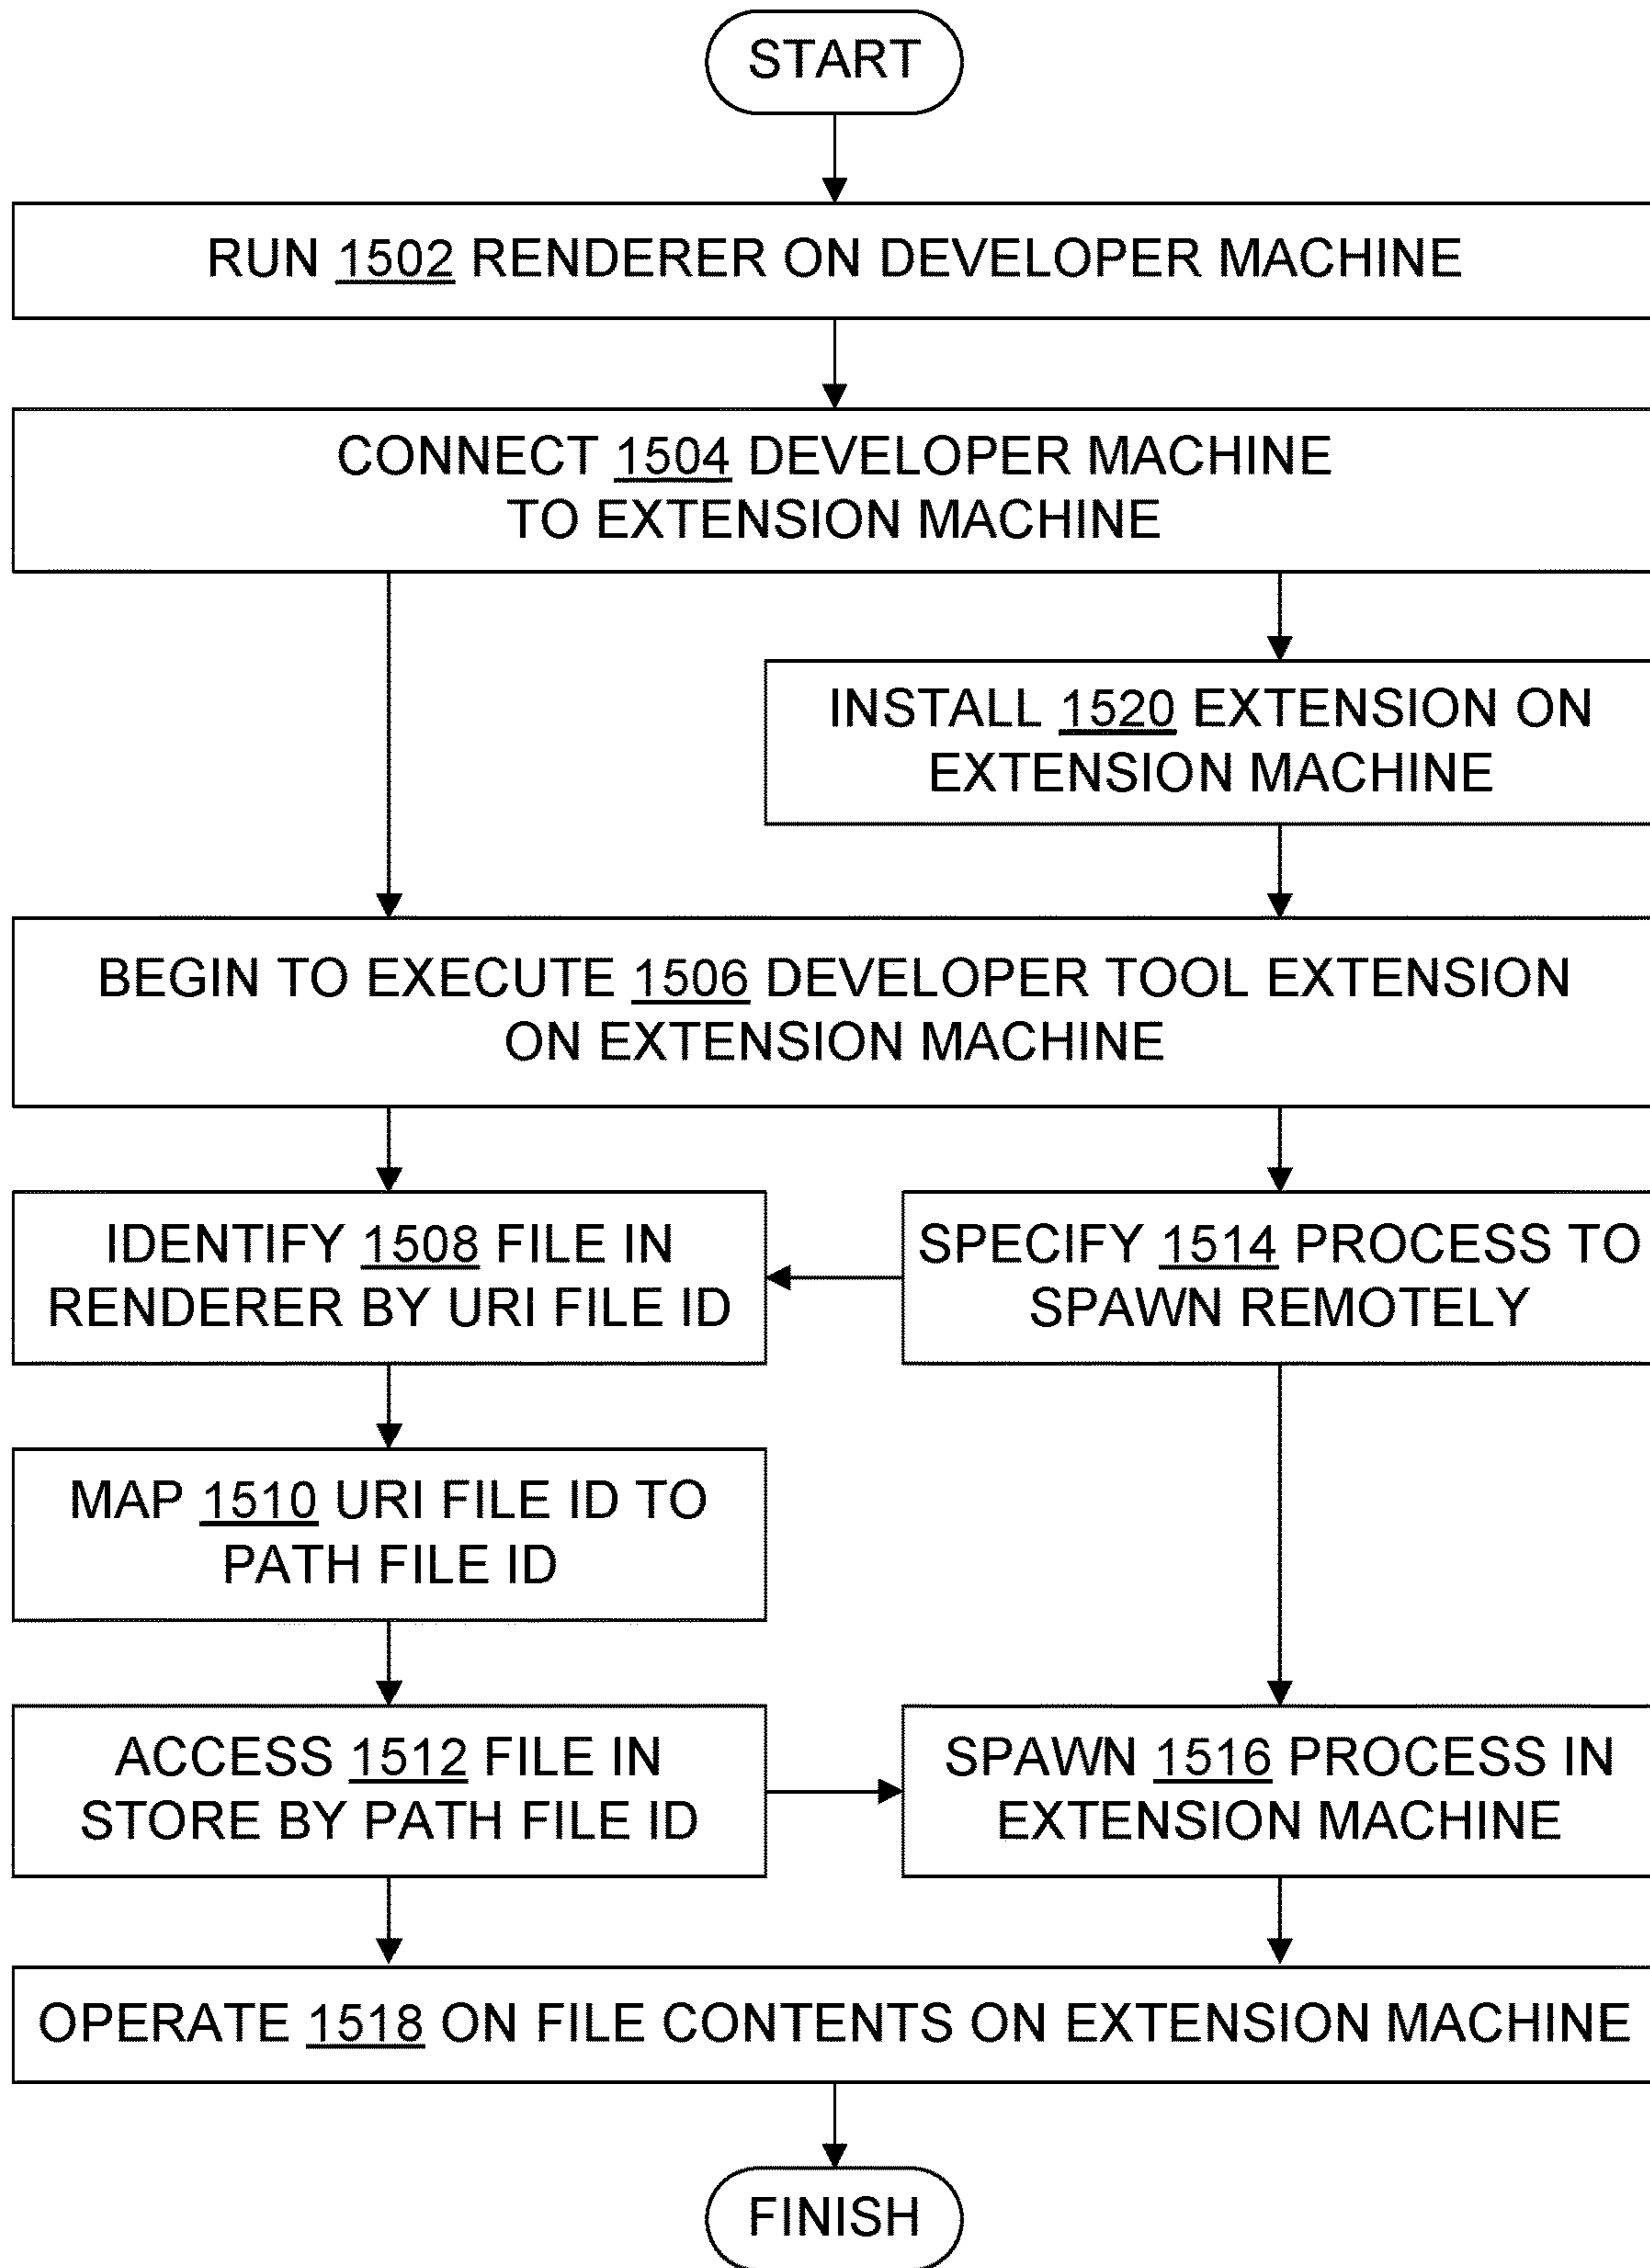 START
RUN 1502 RENDERER ON DEVELOPER MACHINE
CONNECT 1504 DEVELOPER MACHINE
TO EXTENSION MACHINE
INSTALL 1520 EXTENSION ON
EXTENSION MACHINE
BEGIN TO EXECUTE 1506 DEVELOPER TOOL EXTENSION
ON EXTENSION MACHINE
IDENTIFY 1508 FILE IN
RENDERER BY URI FILE ID
SPECIFY 1514 PROCESS TO
SPAWN REMOTELY
MAP 1510 URI FILE ID TO
PATH FILE ID
ACCESS 1512 FILE IN
STORE BY PATH FILE ID
SPAWN 1516 PROCESS IN
EXTENSION MACHINE
OPERATE 1518 ON FILE CONTENTS ON EXTENSION MACHINE
FINISH